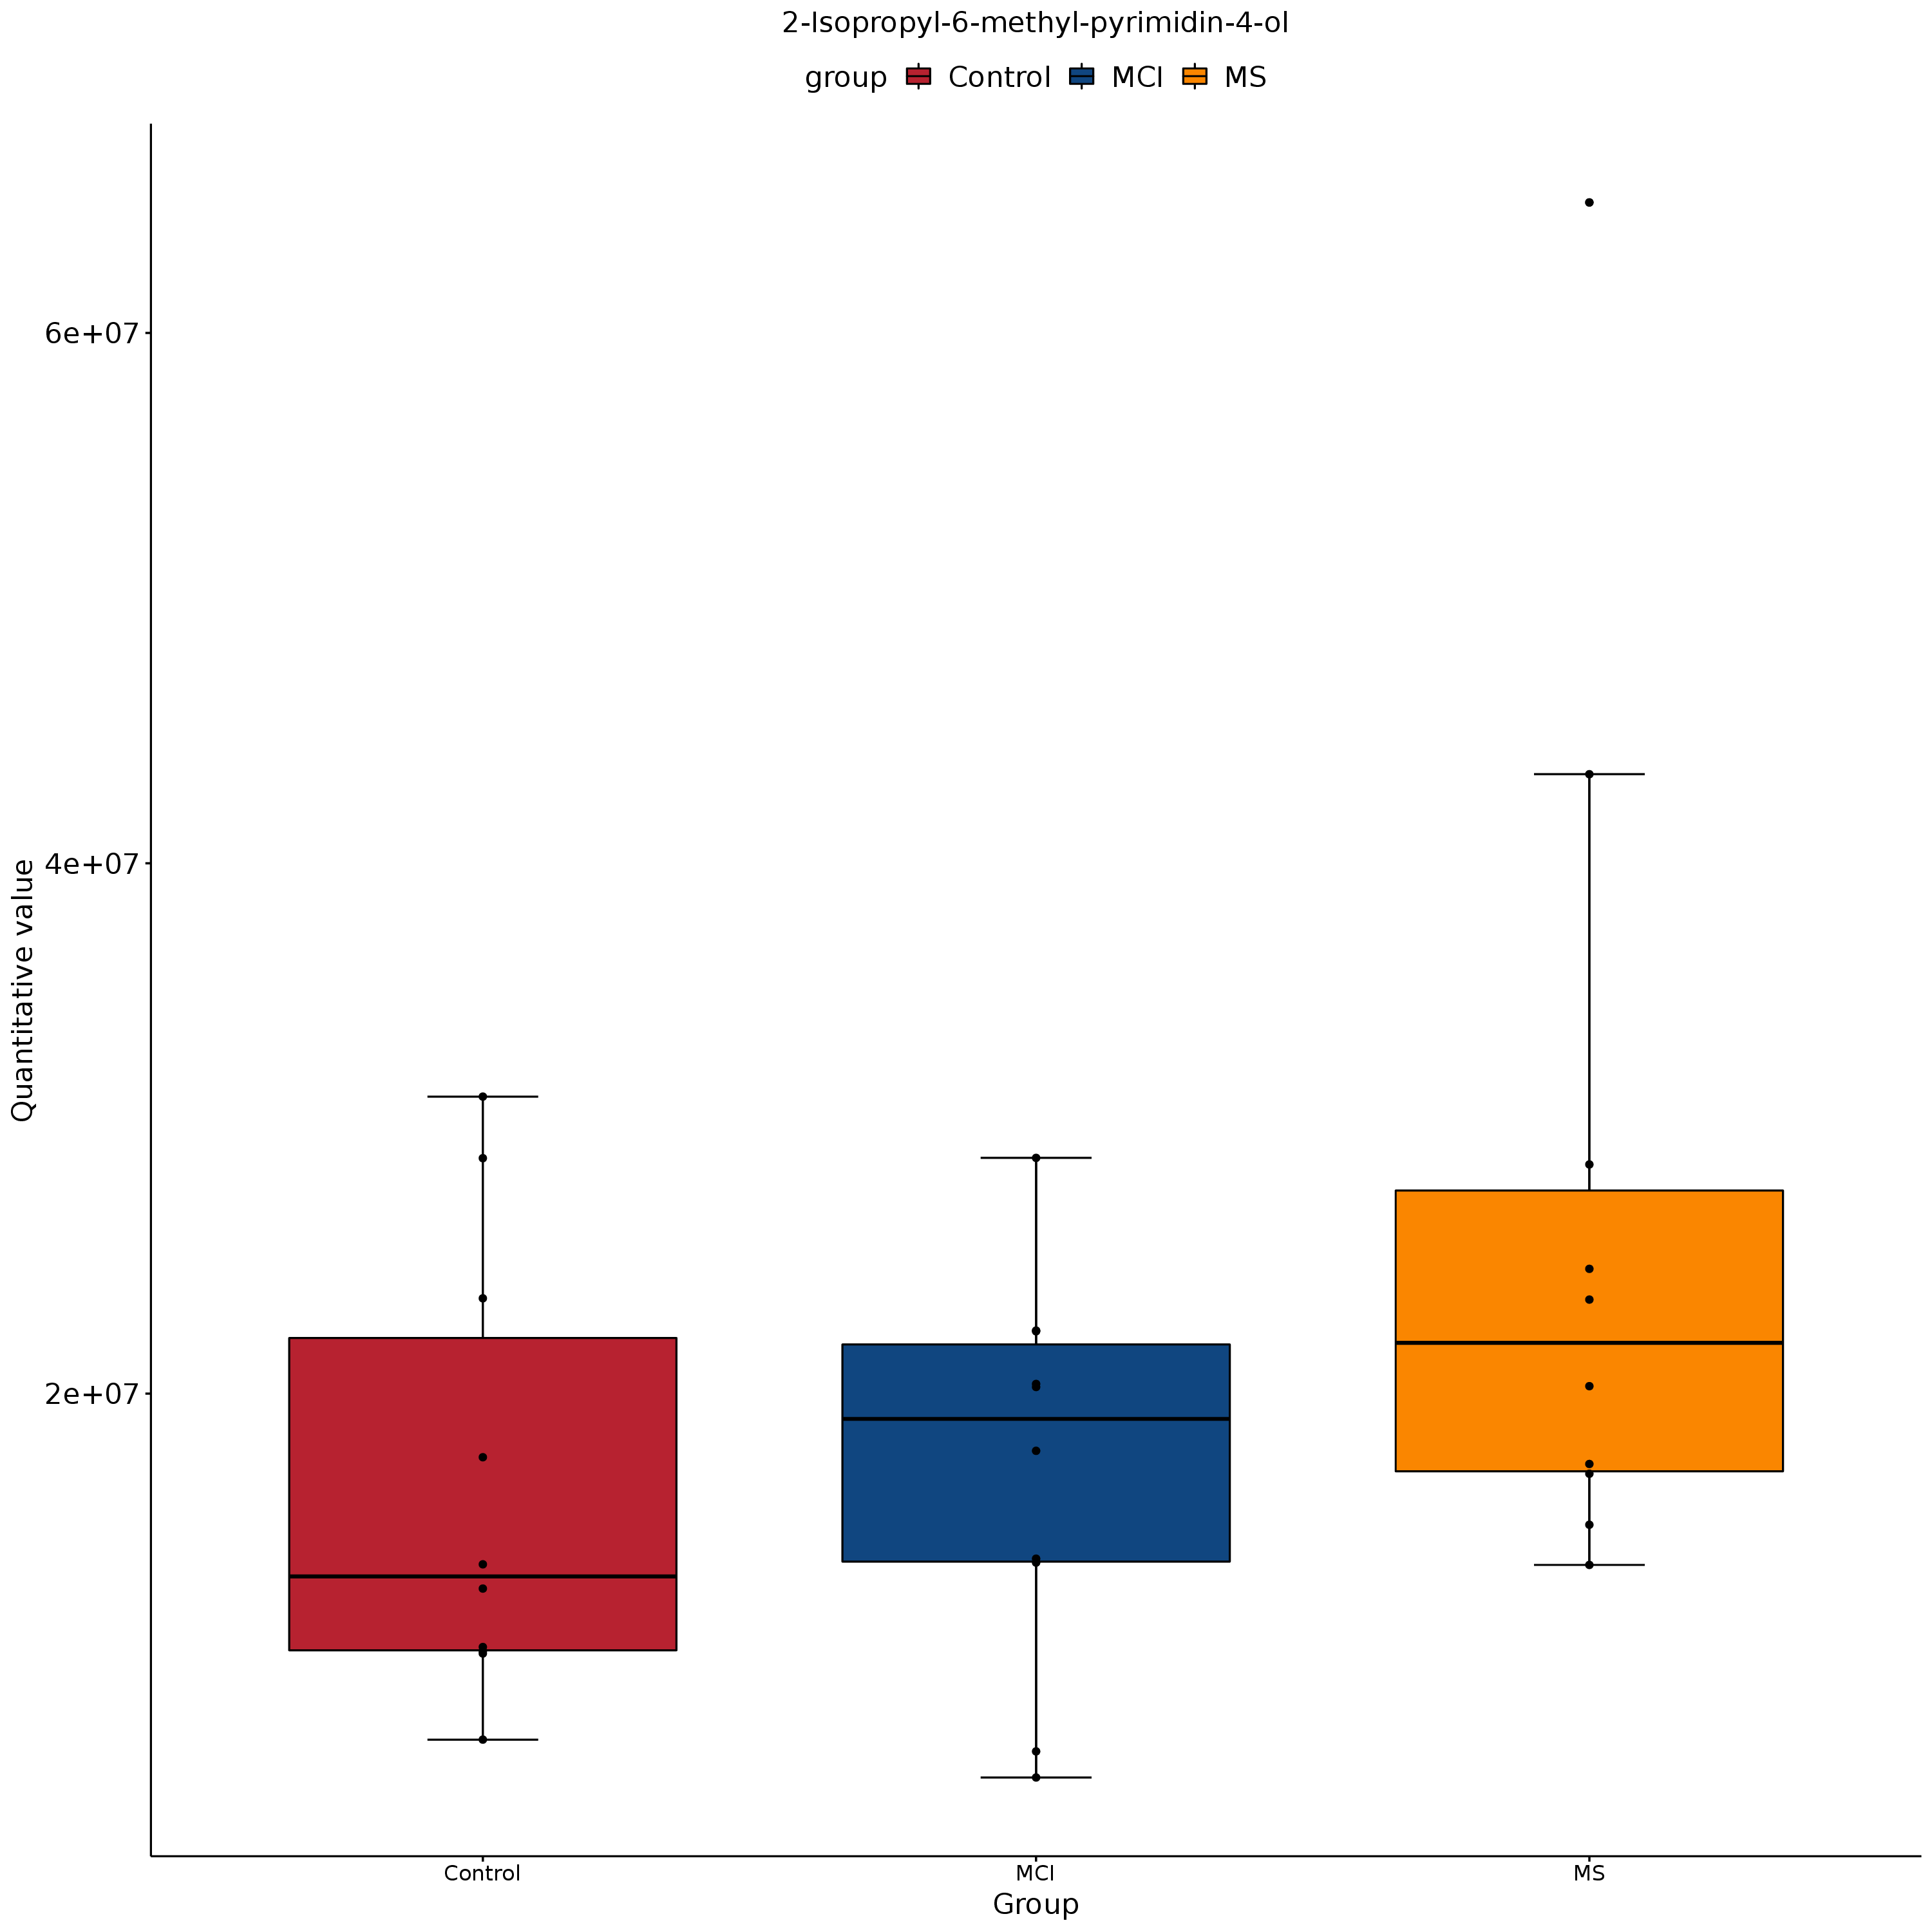 2-Isopropyl-6-methyl-pyrimidin-4-ol
group Control MCI MS
6e+07
4e+07
2e+07
Quantitative value
Control MCI MS
Group